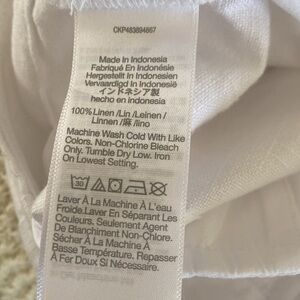 CKP483894667
Made In Indonesia
Fabriqué En Indonésie
Hergestellt In Indonesien
Vervaardigd In Indonesië
インドネシア製
hecho en indonesia
100%Linen/Lin/Leinen/
Linnen/麻/lino
Machine Wash Cold With Like
Colors. Non-Chlorine Bleach
Only. Tumble Dry Low. Iron
On Lowest Setting.
30
Laver À La Machine À L'eau
Froide.Laver En Séparant Les
Couleurs. Seulement Agent
De Blanchiment Non-Chlore.
Sécher À La Machine À
Basse Température. Repasser
À Fer Doux Si Nécessaire.